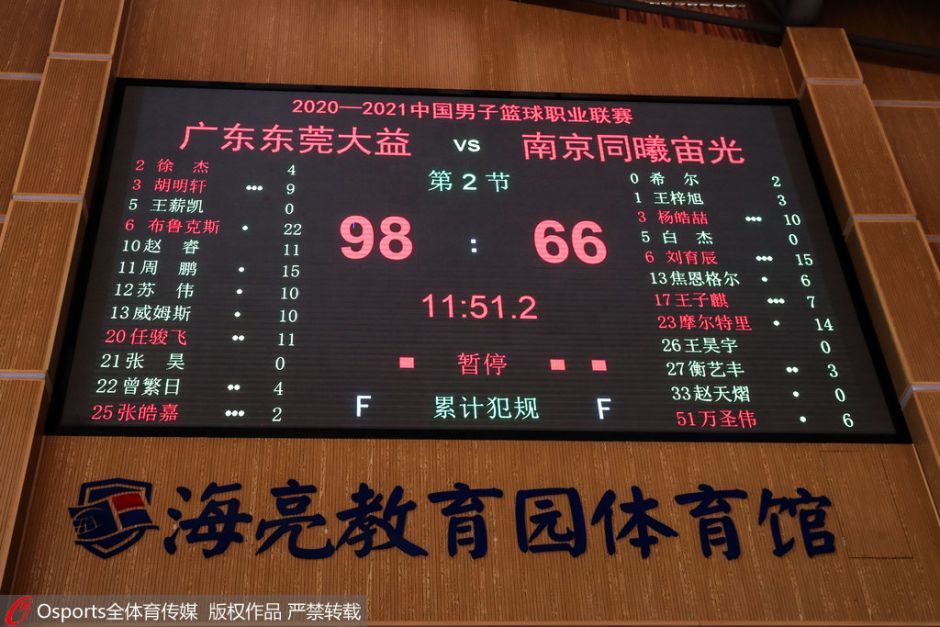 2020—2021中国男子篮球职业联赛
广东东莞大益 VS 南京同曦宙光
第 2 节
98 : 66
11:51.2
暂停
F 累计犯规 F
2 徐 杰 4
3 胡明轩 ••• 9
5 王薪凯 0
6 布鲁克斯 • 22
10 赵 睿 11
11 周 鹏 • 15
12 苏 伟 • 10
13 威姆斯 • 10
20 任骏飞 •• 11
21 张 昊 0
22 曾繁日 •• 4
25 张皓嘉 ••• 2
0 希 尔 2
1 王梓旭 3
3 杨皓喆 ••• 10
5 白 杰 0
6 刘育辰 ••• 15
13 焦恩格尔 • 6
17 王子麒 ••• 7
23 摩尔特里 • 14
26 王昊宇 0
27 衡艺丰 •• 3
33 赵天熠 • 0
51 万圣伟 • 6
海亮教育园体育馆
Osports全体育传媒 版权作品 严禁转载